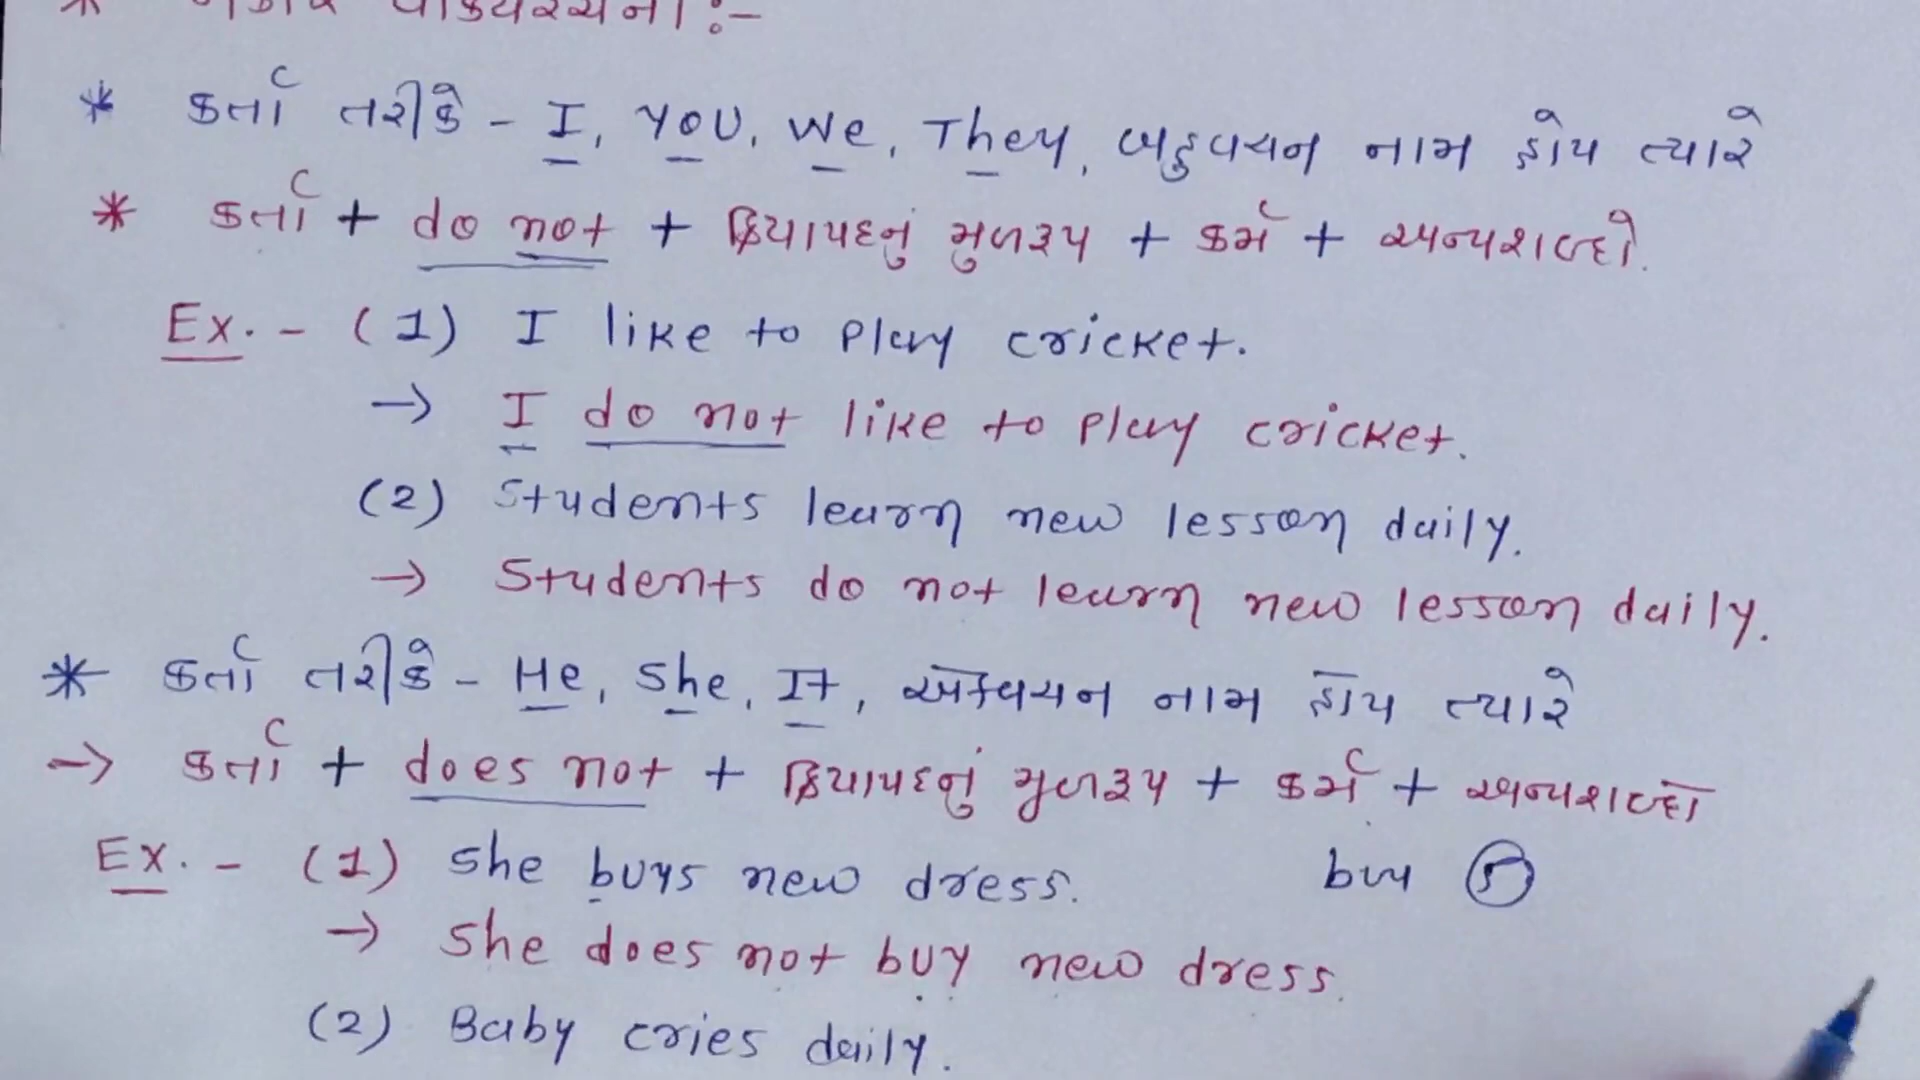 * નકાર વાક્યરચના :-
* કર્તા તરીકે - I, you, we, They, બહુવચન નામ હોય ત્યારે
* કર્તા + do not + ક્રિયાપદનું મુળરૂપ + કર્મ + અન્યશબ્દો.
Ex. - (1) I like to play cricket.
→ I do not like to play cricket.
(2) Students learn new lesson daily.
→ Students do not learn new lesson daily.
* કર્તા તરીકે - He, she, It, એકવચન નામ હોય ત્યારે
→ કર્તા + does not + ક્રિયાપદનું મૂળરૂપ + કર્મ + અન્યશબ્દો
Ex. - (1) she buys new dress. buy s
→ she does not buy new dress.
(2) Baby cries daily.